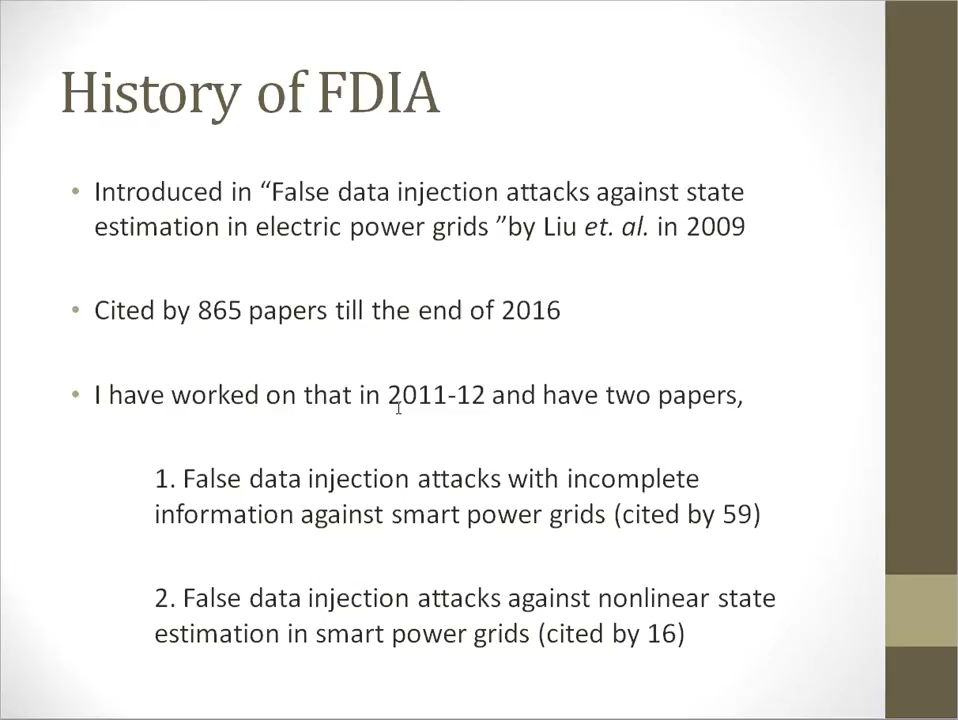 History of FDIA
• Introduced in “False data injection attacks against state
estimation in electric power grids ”by Liu et. al. in 2009
• Cited by 865 papers till the end of 2016
• I have worked on that in 2011-12 and have two papers,
1. False data injection attacks with incomplete
information against smart power grids (cited by 59)
2. False data injection attacks against nonlinear state
estimation in smart power grids (cited by 16)